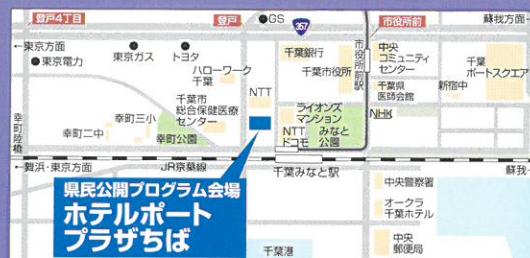 登戸4丁目
登戸
●GS
357
市役所前
蘇我方面→
←東京方面
●東京電力
東京ガス
トヨタ
ハローワーク
千葉
千葉銀行
千葉市役所
市役所前駅
中央
コミュニティ
センター
千葉県
医師会館
新宿中
千葉
ポートスクエア
NTT
千葉市
総合保健医療
センター
幸町三小
幸町二中
幸町公園
幸町陸橋
ライオンズ
マンション
NTT
ドコモ
みなと
公園
NHK
←舞浜・東京方面
JR京葉線
千葉みなと駅
蘇我→
県民公開プログラム会場
ホテルポート
プラザちば
千葉港
中央警察署
オークラ
千葉ホテル
中央
郵便局